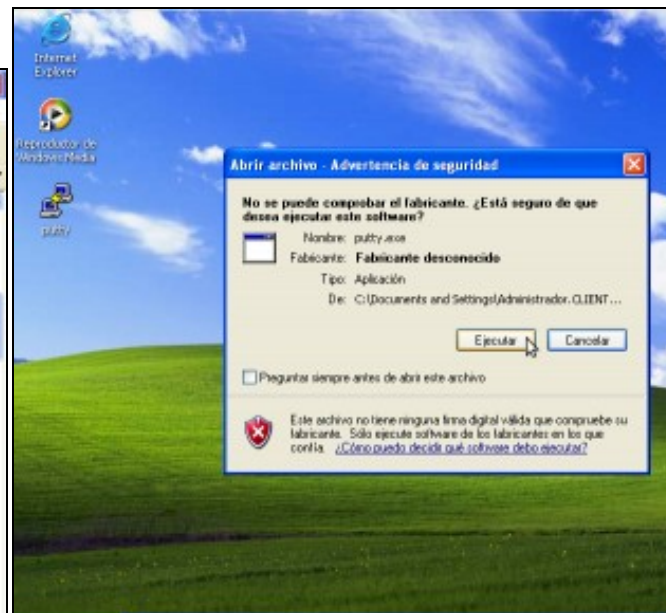 Internet
Explorer
Reproductor de
Windows Media
putty
Abrir archivo - Advertencia de seguridad
No se puede comprobar el fabricante. ¿Está seguro de que
desea ejecutar este software?
Nombre: putty.exe
Fabricante: Fabricante desconocido
Tipo: Aplicación
De: C:\Documents and Settings\Administrador.CLIENT...
Ejecutar
Cancelar
Preguntar siempre antes de abrir este archivo
Este archivo no tiene ninguna firma digital válida que compruebe su
fabricante. Sólo ejecute software de los fabricantes en los que
confía. ¿Cómo puedo decidir qué software debo ejecutar?